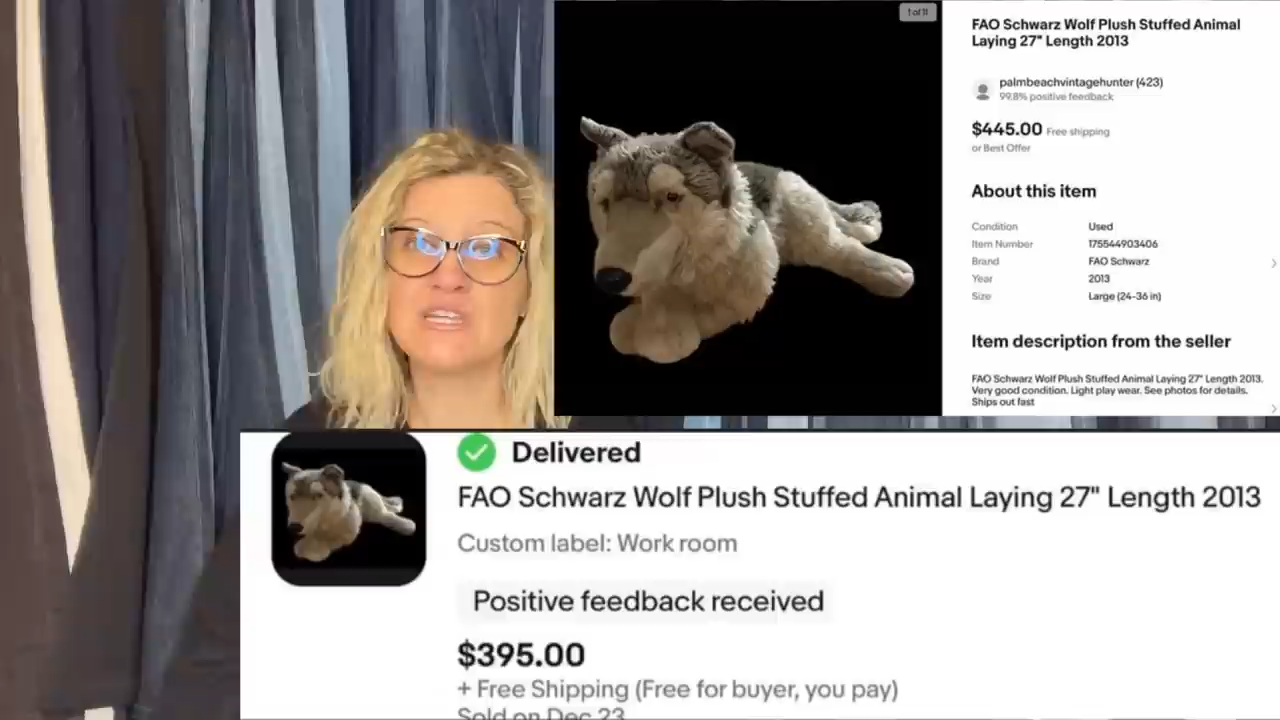 1 of 11
FAO Schwarz Wolf Plush Stuffed Animal
Laying 27" Length 2013
palmbeachvintagehunter (423)
99.8% positive feedback
$445.00 Free shipping
or Best Offer
About this item
Condition Used
Item Number 175544903406
Brand FAO Schwarz
Year 2013
Size Large (24-36 in)
Item description from the seller
FAO Schwarz Wolf Plush Stuffed Animal Laying 27" Length 2013.
Very good condition. Light play wear. See photos for details.
Ships out fast
Delivered
FAO Schwarz Wolf Plush Stuffed Animal Laying 27" Length 2013
Custom label: Work room
Positive feedback received
$395.00
+ Free Shipping (Free for buyer, you pay)
Sold on Dec 23